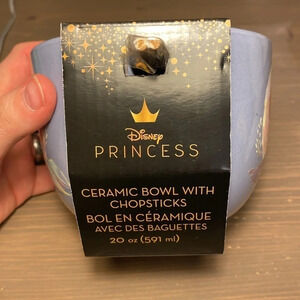 Disney
PRINCESS
CERAMIC BOWL WITH
CHOPSTICKS
BOL EN CÉRAMIQUE
AVEC DES BAGUETTES
20 oz (591 ml)